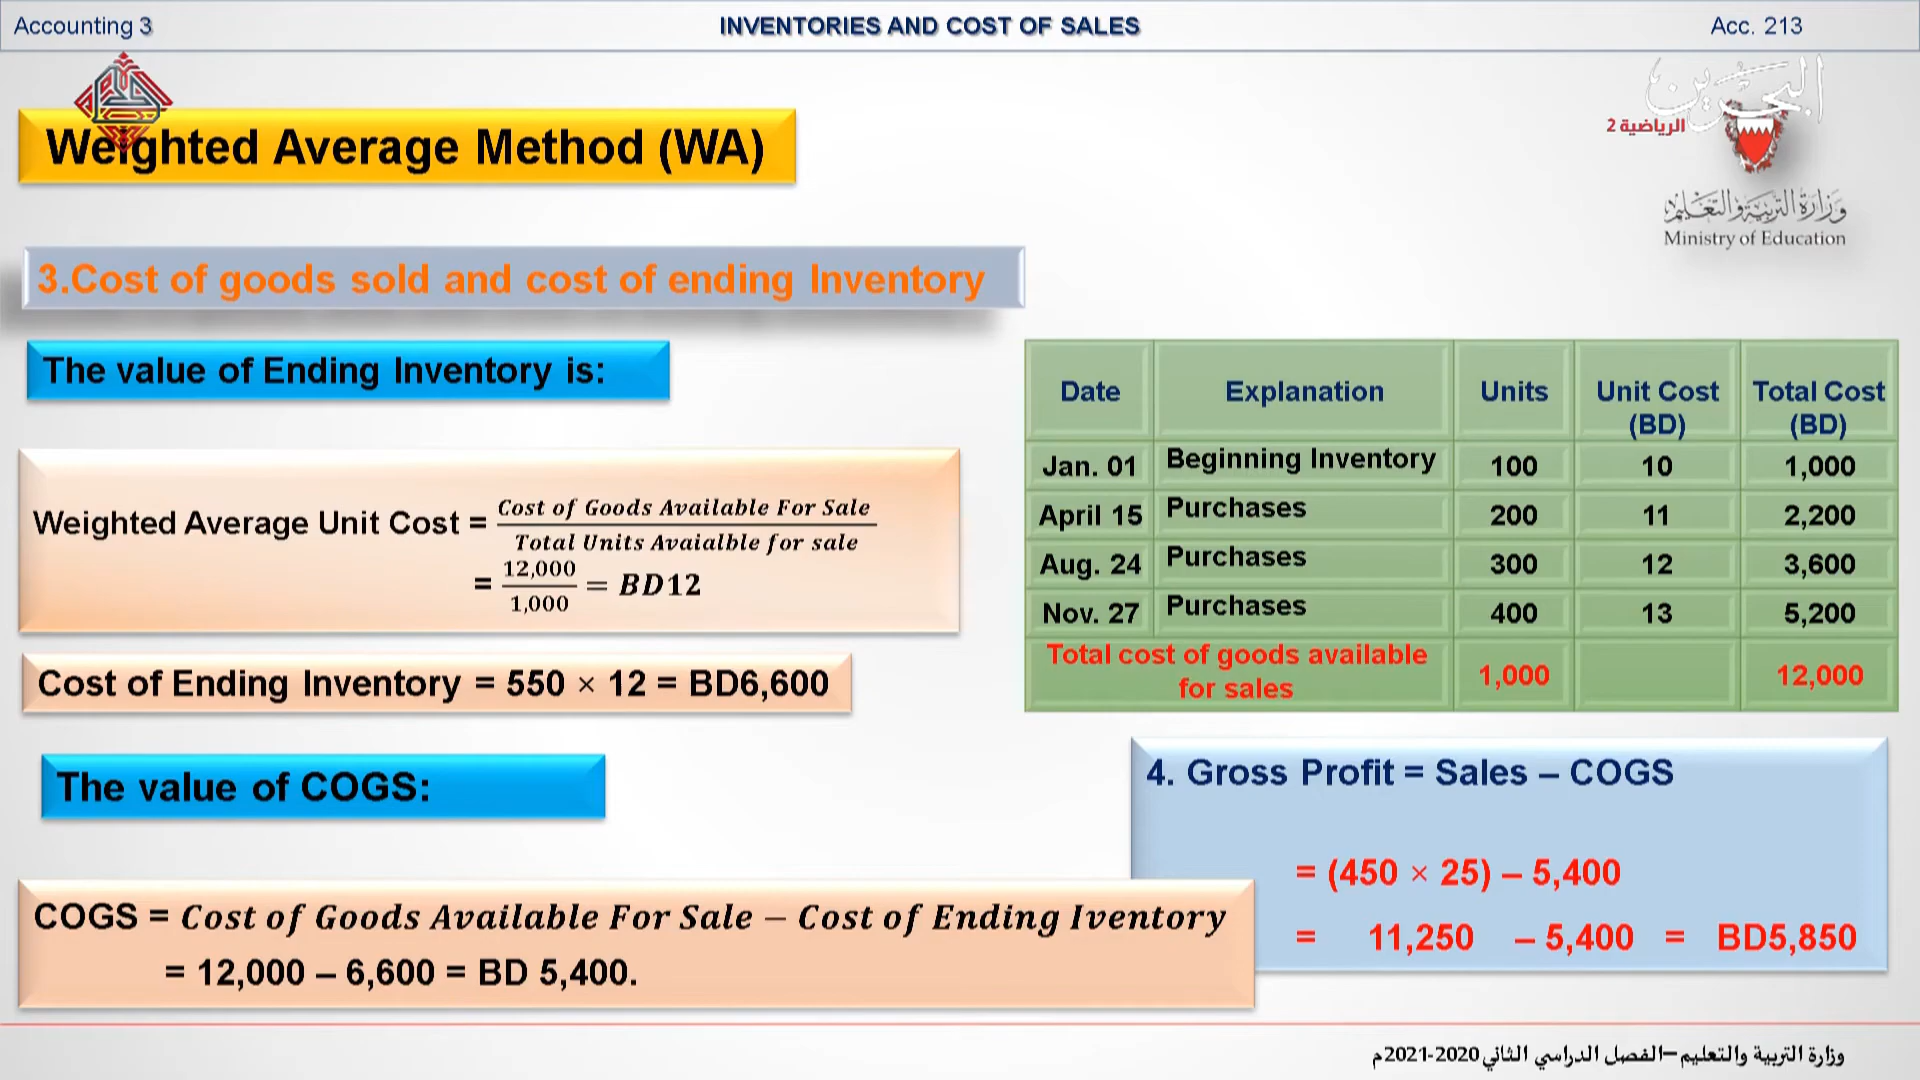 Accounting 3
INVENTORIES AND COST OF SALES
Acc. 213
البحرين
الرياضية 2
وزارة التربية والتعليم
Ministry of Education
Weighted Average Method (WA)
3.Cost of goods sold and cost of ending Inventory
The value of Ending Inventory is:
Weighted Average Unit Cost = Cost of Goods Available For Sale / Total Units Avaialble for sale
= 12,000 / 1,000 = BD12
Cost of Ending Inventory = 550 × 12 = BD6,600
Date Explanation Units Unit Cost (BD) Total Cost (BD)
Jan. 01 Beginning Inventory 100 10 1,000
April 15 Purchases 200 11 2,200
Aug. 24 Purchases 300 12 3,600
Nov. 27 Purchases 400 13 5,200
Total cost of goods available for sales 1,000 12,000
The value of COGS:
COGS = Cost of Goods Available For Sale − Cost of Ending Iventory
= 12,000 – 6,600 = BD 5,400.
4. Gross Profit = Sales – COGS
= (450 × 25) – 5,400
= 11,250 – 5,400 = BD5,850
وزارة التربية والتعليم –الفصل الدراسي الثاني 2020-2021م